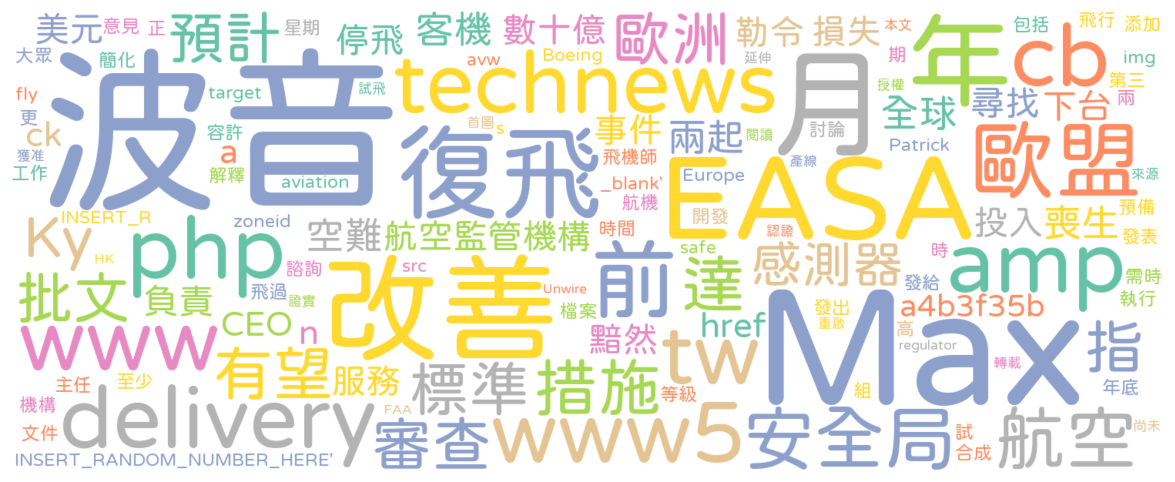 美元 意見 正 預計 星期 停飛 客機 數十億 歐洲 勒令 損失 本文 年 包括 飛行 添加
大眾 簡化 波音 試飛 avw Boeing 延伸 月 期 cb img
fly target technews 授權 全球 尋找 下台 第三 兩
更 ck 容許 復飛 首圖 s 事件 兩起 閱讀 討論 Patrick 歐盟
獲准 工作 a 解釋 aviation 飛機師 _blank' Europe EASA 產線 來源
INSERT_R zoneid 航機 開發 投入 喪生 預備
Ky HK php 空難 航空監管機構 時間 safe 認證 感測器 時 發表
諮詢 src 前 達 amp 需時
批文 負責 飛過 證實 改善 Unwire 檔案 發給 a4b3f35b 執行
www CEO n 黯然 href 發出 重啟 高 Max 指
有望 服務 tw regulator 轉載
主任 至少 標準 措施 等級 組 年底
機構 delivery FAA www5 安全局 航空 尚未
文件 審查 試
INSERT_RANDOM_NUMBER_HERE' 合成